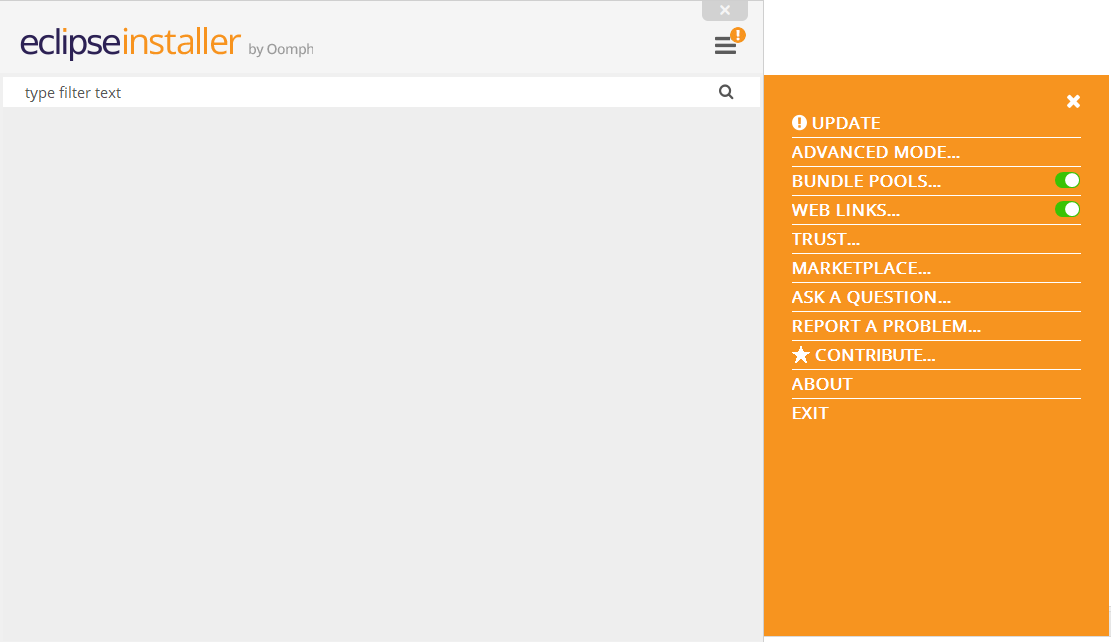 eclipseinstaller by Oomph
type filter text
UPDATE
ADVANCED MODE...
BUNDLE POOLS...
WEB LINKS...
TRUST...
MARKETPLACE...
ASK A QUESTION...
REPORT A PROBLEM...
CONTRIBUTE...
ABOUT
EXIT